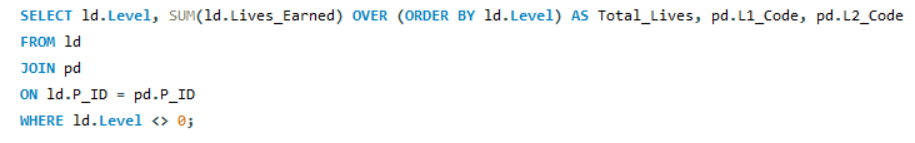 SELECT ld.Level, SUM(ld.Lives_Earned) OVER (ORDER BY ld.Level) AS Total_Lives, pd.L1_Code, pd.L2_Code
FROM ld
JOIN pd
ON ld.P_ID = pd.P_ID
WHERE ld.Level <> 0;